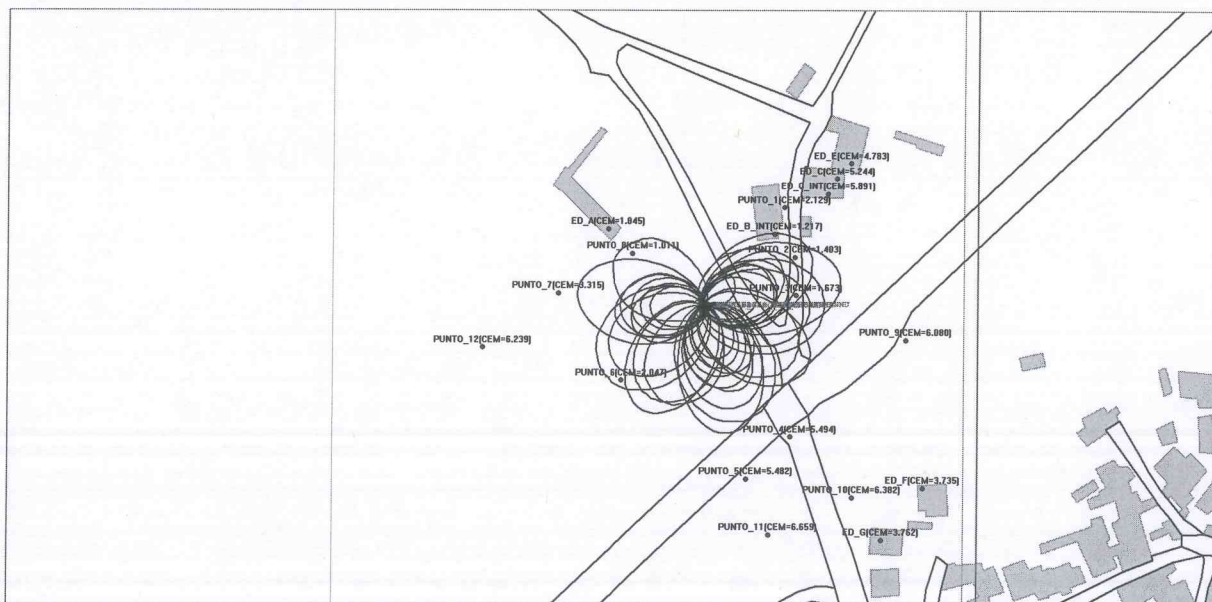 ED_E(CEM=4.783)
ED_C(CEM=5.244)
ED_C_INT(CEM=5.891)
PUNTO_1(CEM=2.129)
ED_A(CEM=1.045)
ED_B_INT(CEM=1.217)
PUNTO_8(CEM=1.011)
PUNTO_2(CEM=1.403)
PUNTO_7(CEM=3.315)
PUNTO_3(CEM=1.673)
PUNTO_9(CEM=6.080)
PUNTO_12(CEM=6.239)
PUNTO_6(CEM=2.047)
PUNTO_4(CEM=5.494)
PUNTO_5(CEM=5.482)
ED_F(CEM=3.735)
PUNTO_10(CEM=6.382)
PUNTO_11(CEM=6.659)
ED_G(CEM=3.762)